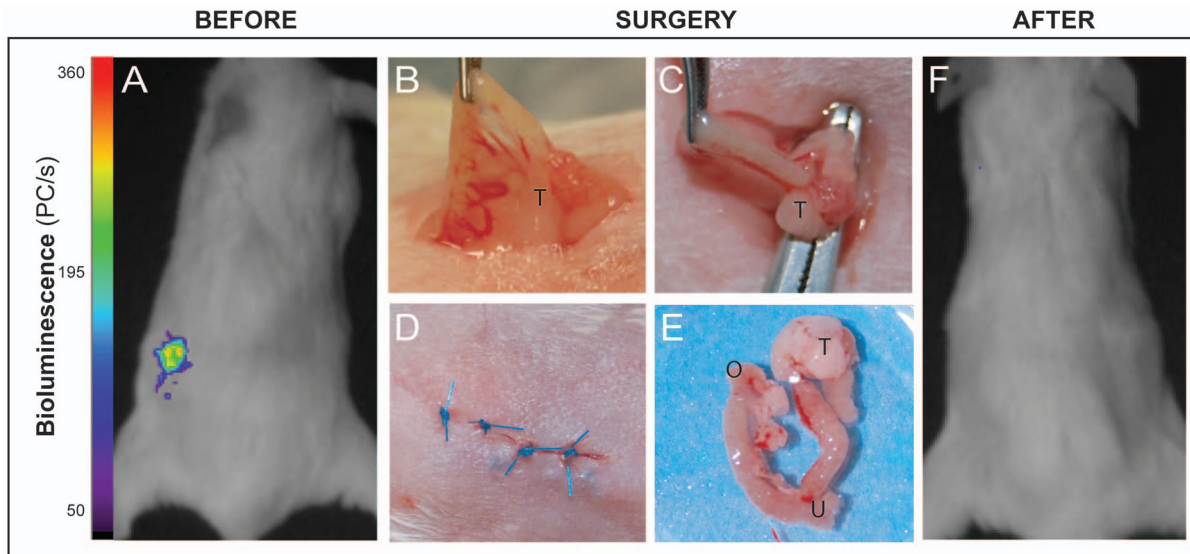 BEFORE
SURGERY
AFTER
360
195
50
Bioluminescence (PC/s)
A
B
T
C
T
D
E
O
T
U
F